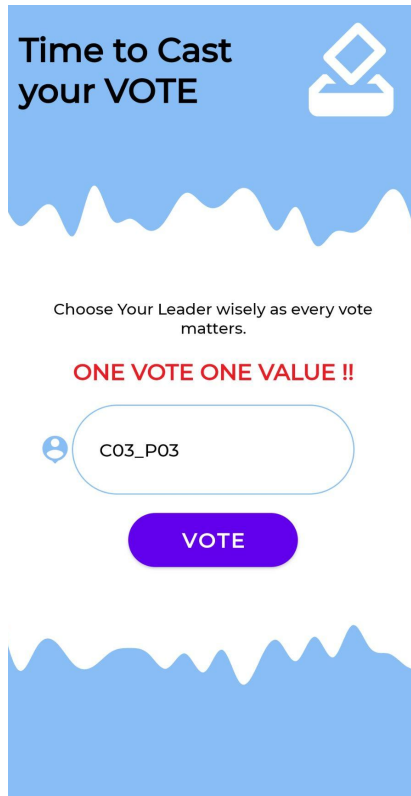 Time to Cast
your VOTE
Choose Your Leader wisely as every vote
matters.
ONE VOTE ONE VALUE !!
C03_P03
VOTE